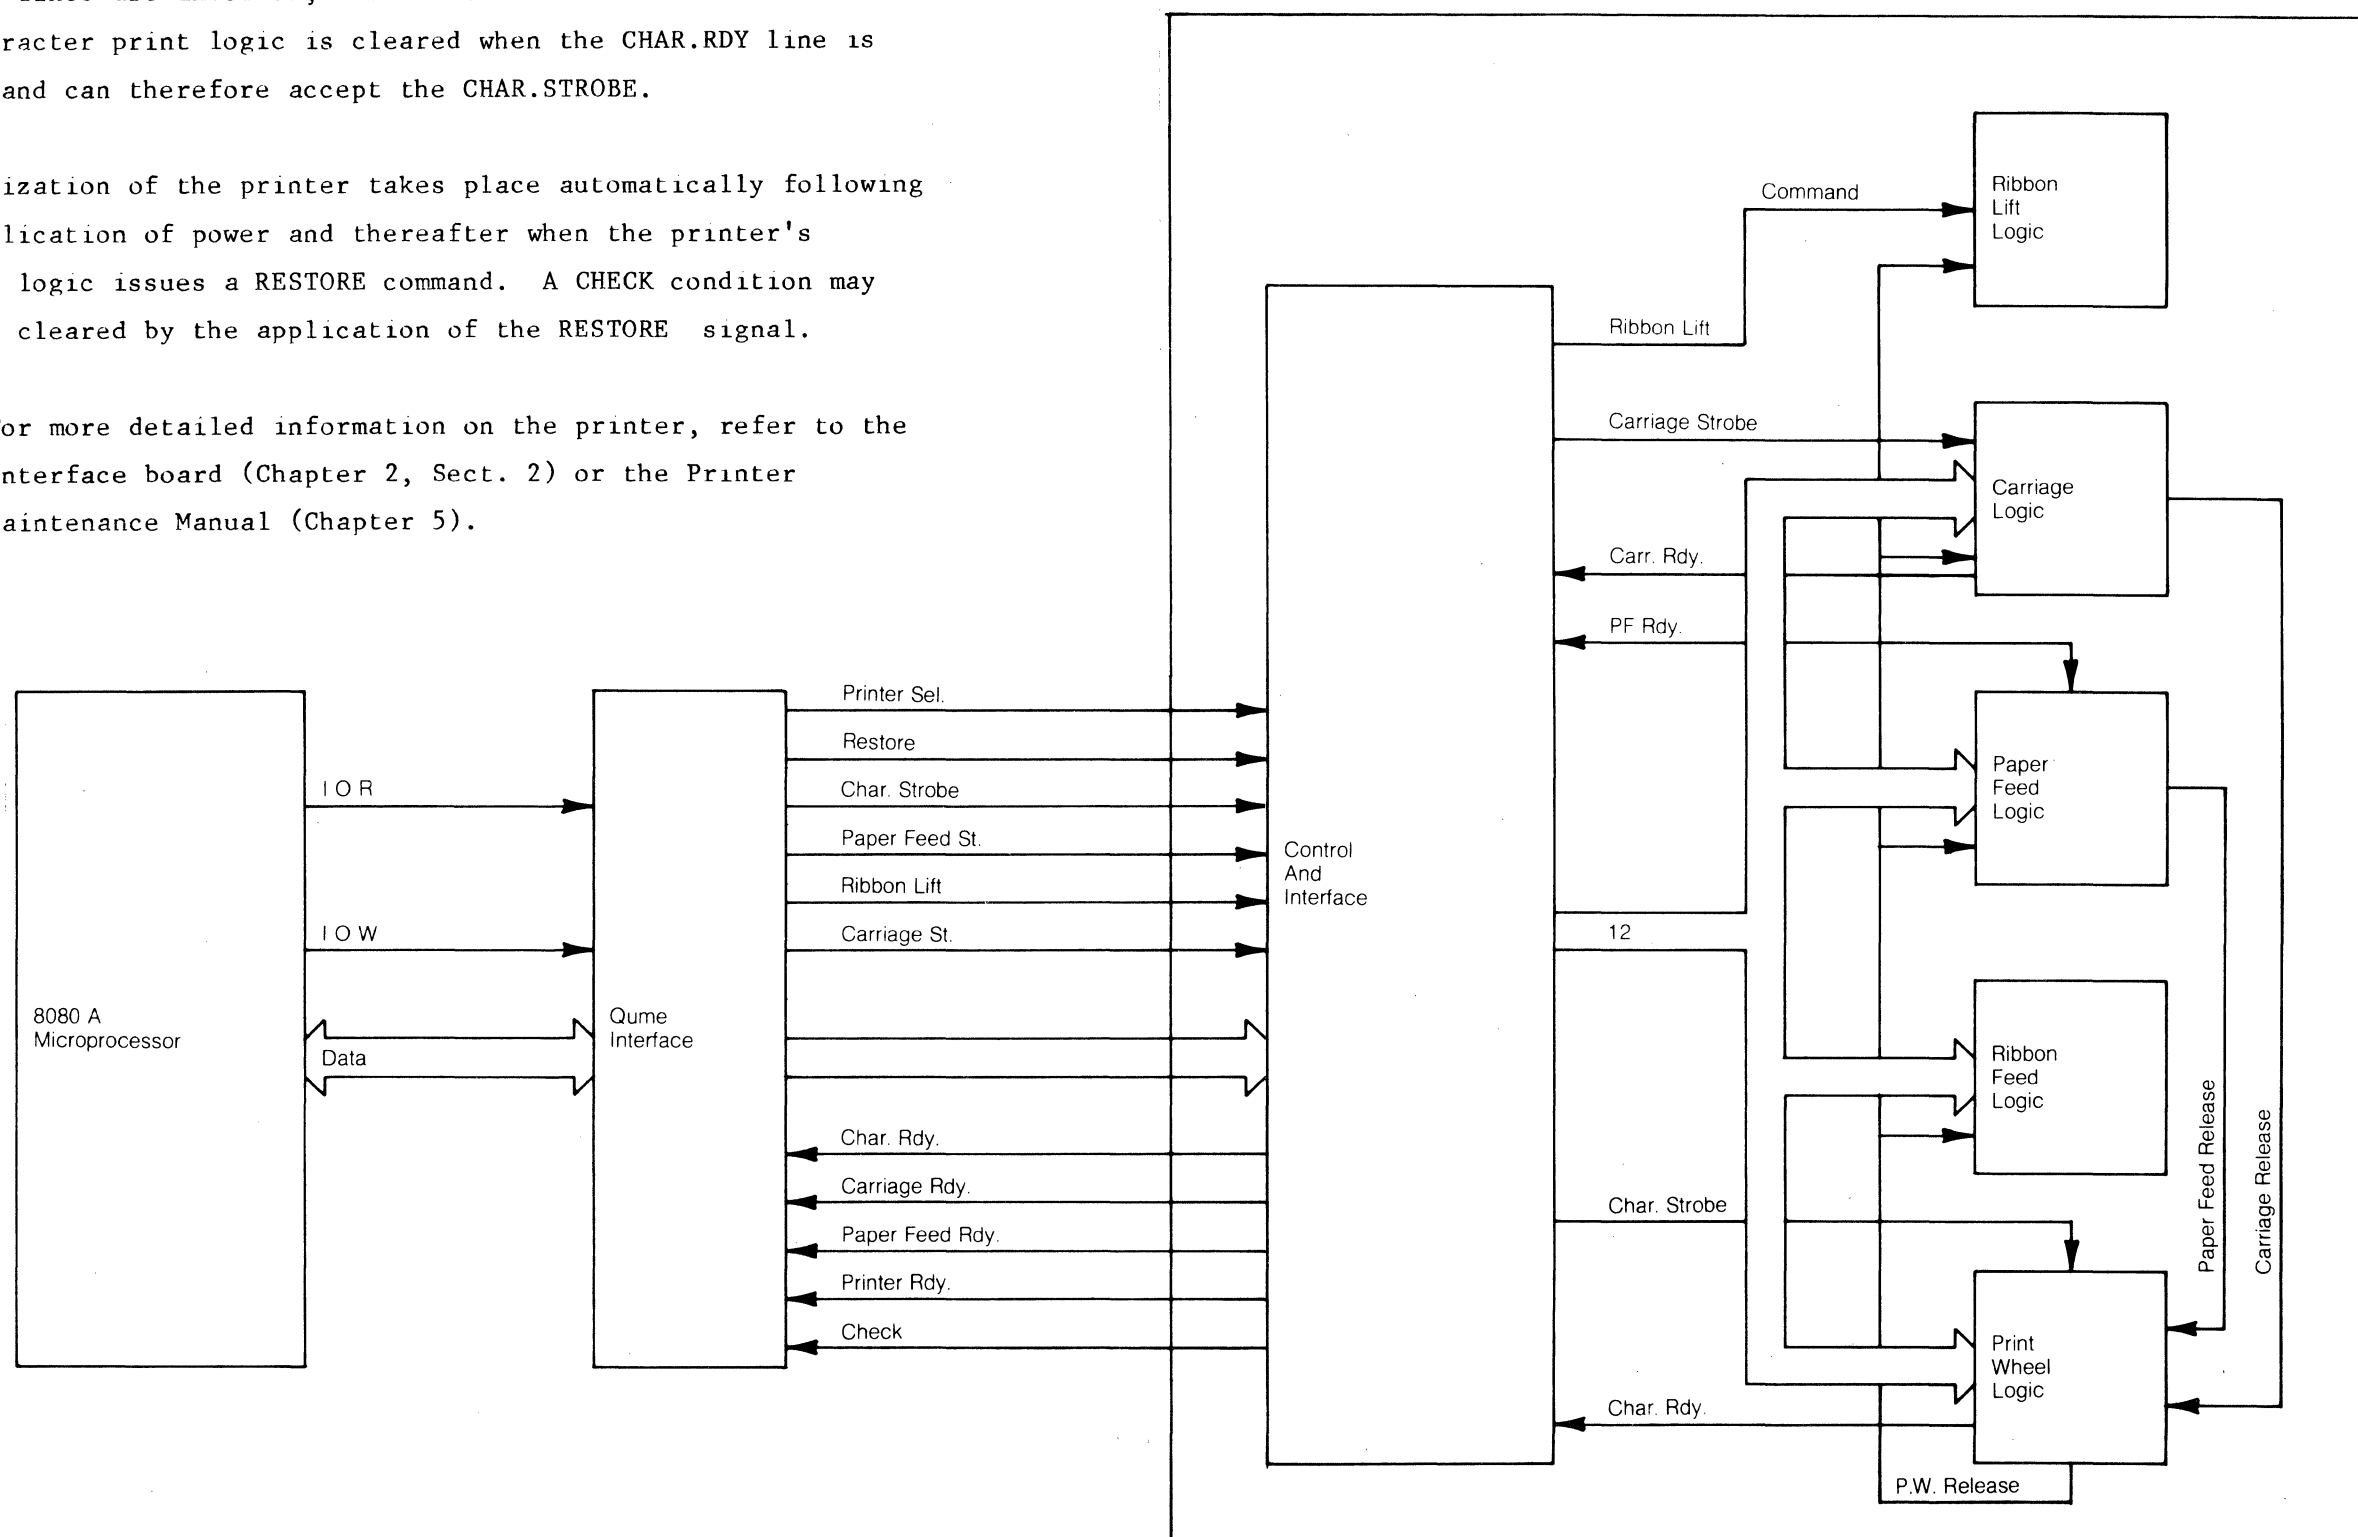 racter print logic is cleared when the CHAR.RDY line is
and can therefore accept the CHAR.STROBE.
ization of the printer takes place automatically following
lication of power and thereafter when the printer's
logic issues a RESTORE command.  A CHECK condition may
cleared by the application of the RESTORE  signal.
or more detailed information on the printer, refer to the
nterface board (Chapter 2, Sect. 2) or the Printer
aintenance Manual (Chapter 5).
8080 A
Microprocessor
I O R
I O W
Data
Qume
Interface
Printer Sel.
Restore
Char. Strobe
Paper Feed St.
Ribbon Lift
Carriage St.
Char. Rdy.
Carriage Rdy.
Paper Feed Rdy.
Printer Rdy.
Check
Control
And
Interface
Command
Ribbon Lift
Carriage Strobe
Carr. Rdy.
PF Rdy.
12
Char. Strobe
Char. Rdy.
P.W. Release
Ribbon
Lift
Logic
Carriage
Logic
Paper
Feed
Logic
Ribbon
Feed
Logic
Print
Wheel
Logic
Paper Feed Release
Carriage Release